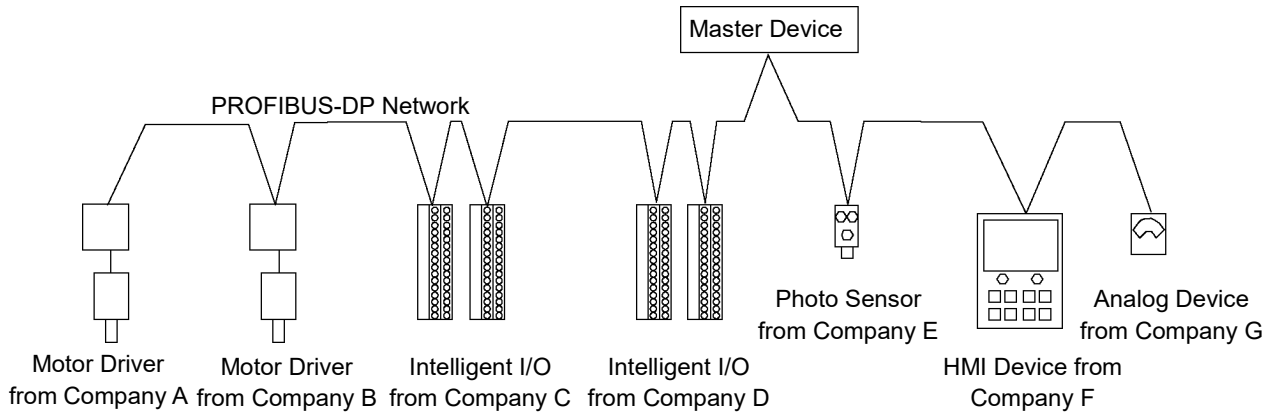 Master Device
PROFIBUS-DP Network
Motor Driver
from Company A
Motor Driver
from Company B
Intelligent I/O
from Company C
Intelligent I/O
from Company D
Photo Sensor
from Company E
HMI Device from
Company F
Analog Device
from Company G